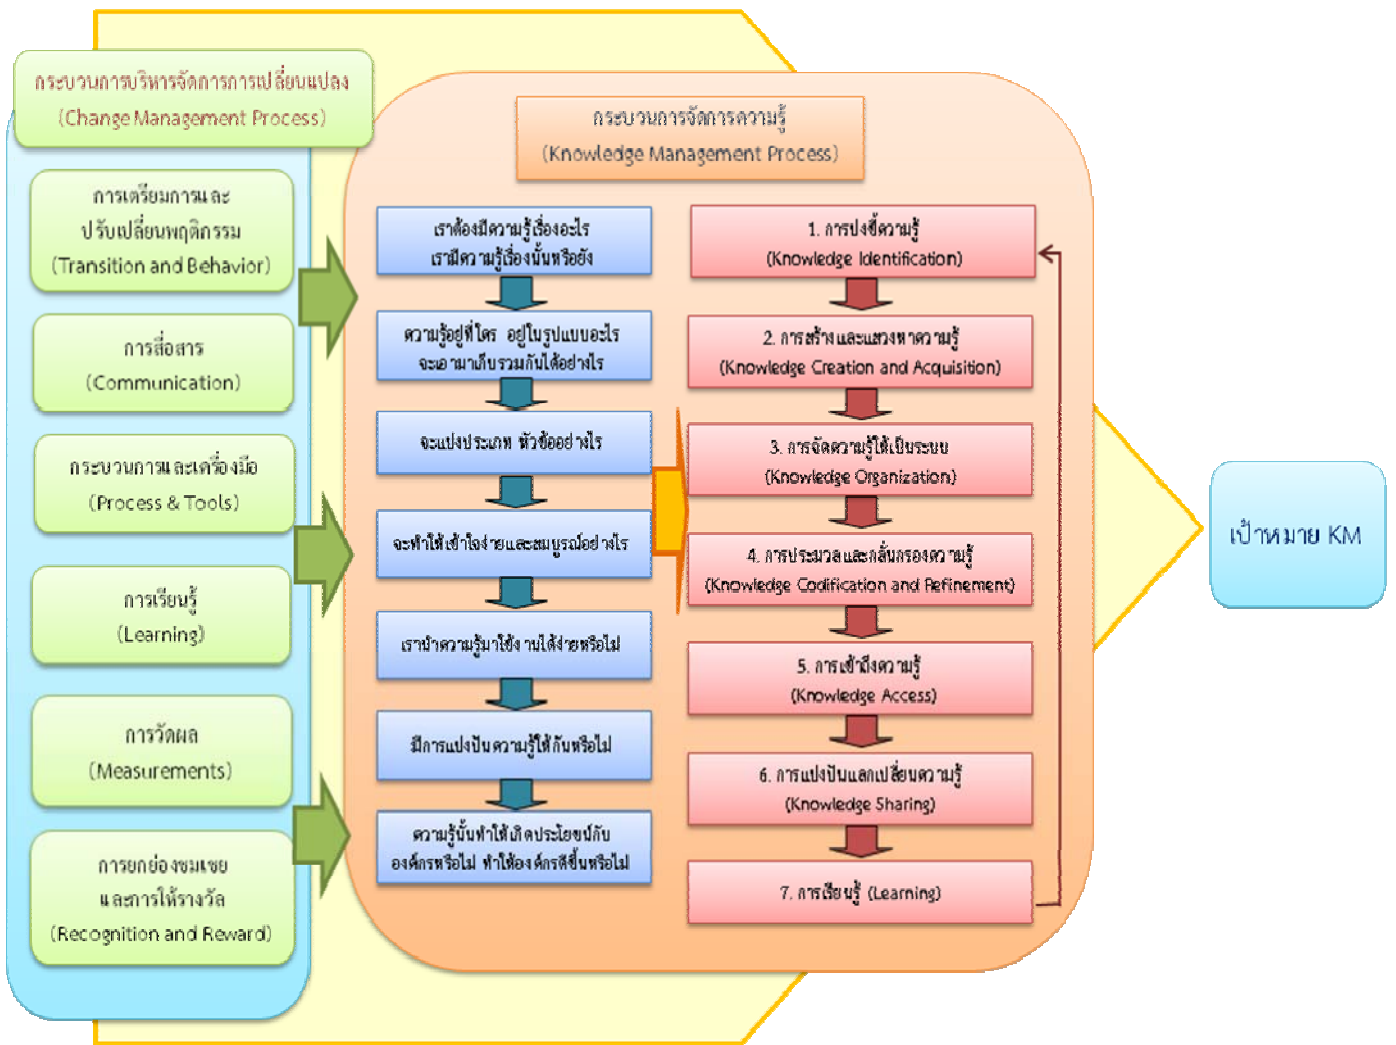 กระบวนการบริหารจัดการการเปลี่ยนแปลง
(Change Management Process)
การเตรียมการและ
ปรับเปลี่ยนพฤติกรรม
(Transition and Behavior)
การสื่อสาร
(Communication)
กระบวนการและเครื่องมือ
(Process & Tools)
การเรียนรู้
(Learning)
การวัดผล
(Measurements)
การยกย่องชมเชย
และการให้รางวัล
(Recognition and Reward)
กระบวนการจัดการความรู้
(Knowledge Management Process)
เราต้องมีความรู้เรื่องอะไร
เรามีความรู้เรื่องนั้นหรือยัง
ความรู้อยู่ที่ใคร อยู่ในรูปแบบอะไร
จะเอามาเก็บรวมกันได้อย่างไร
จะแบ่งประเภท หัวข้ออย่างไร
จะทำให้เข้าใจง่ายและสมบูรณ์อย่างไร
เรานำความรู้มาใช้งานได้ง่ายหรือไม่
มีการแบ่งปันความรู้ให้กันหรือไม่
ความรู้นั้นทำให้เกิดประโยชน์กับ
องค์กรหรือไม่ ทำให้องค์กรดีขึ้นหรือไม่
1. การบ่งชี้ความรู้
(Knowledge Identification)
2. การสร้างและแสวงหาความรู้
(Knowledge Creation and Acquisition)
3. การจัดความรู้ให้เป็นระบบ
(Knowledge Organization)
4. การประมวลและกลั่นกรองความรู้
(Knowledge Codification and Refinement)
5. การเข้าถึงความรู้
(Knowledge Access)
6. การแบ่งปันแลกเปลี่ยนความรู้
(Knowledge Sharing)
7. การเรียนรู้ (Learning)
เป้าหมาย KM